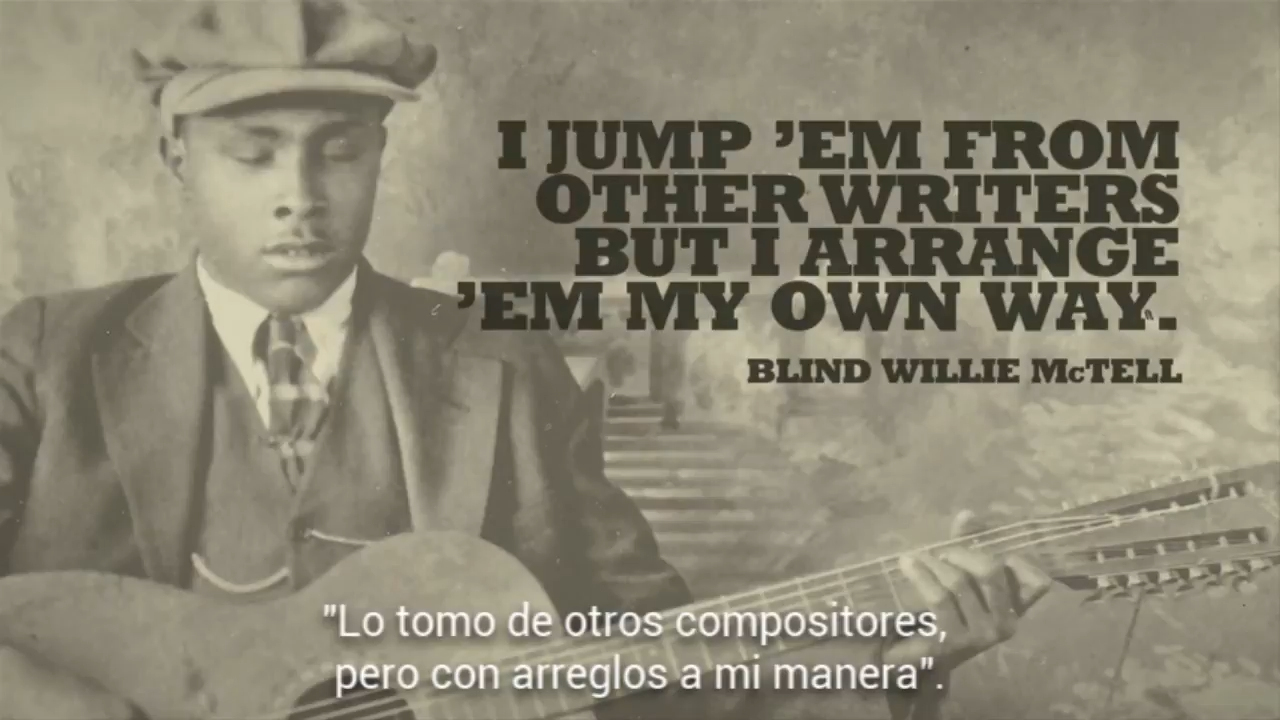 I JUMP ’EM FROM
OTHER WRITERS
BUT I ARRANGE
’EM MY OWN WAY.
BLIND WILLIE McTELL
"Lo tomo de otros compositores,
pero con arreglos a mi manera".